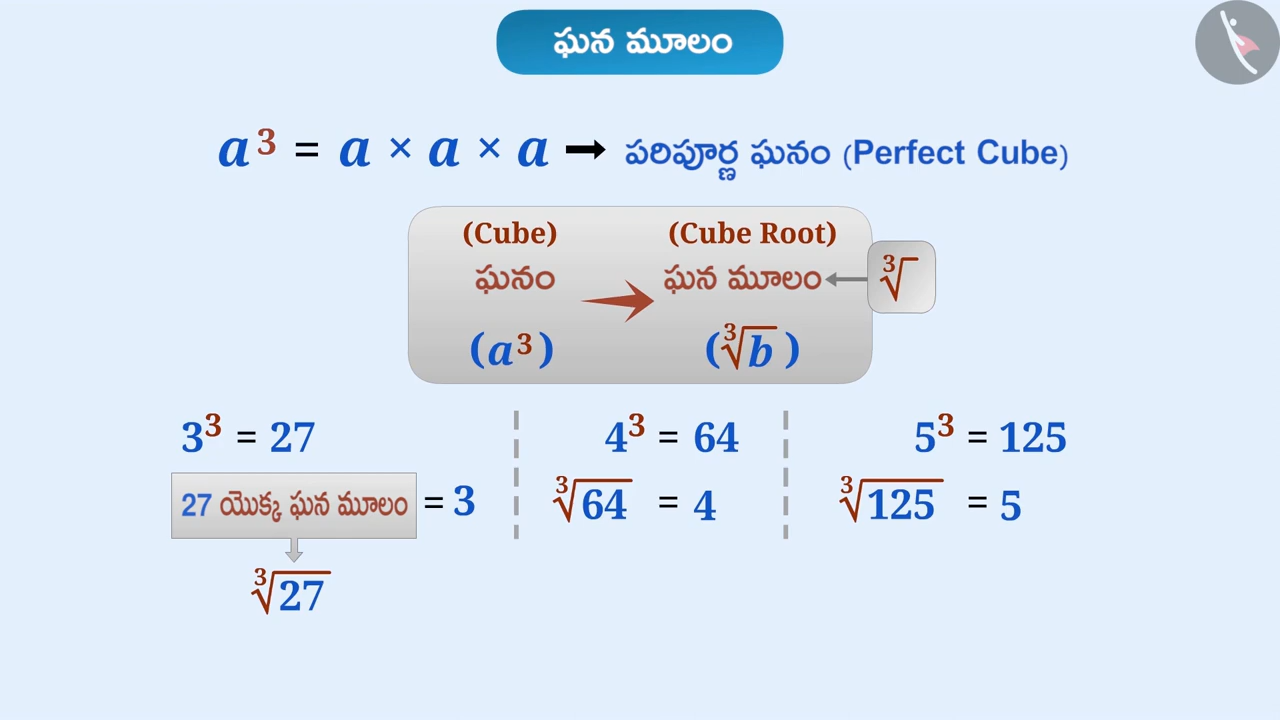 ఘన మూలం
a³ = a × a × a → పరిపూర్ణ ఘనం (Perfect Cube)
(Cube) (Cube Root)
ఘనం ఘన మూలం ← ∛
(a³) → (∛b)
3³ = 27
27 యొక్క ఘన మూలం = 3
∛27
4³ = 64
∛64 = 4
5³ = 125
∛125 = 5